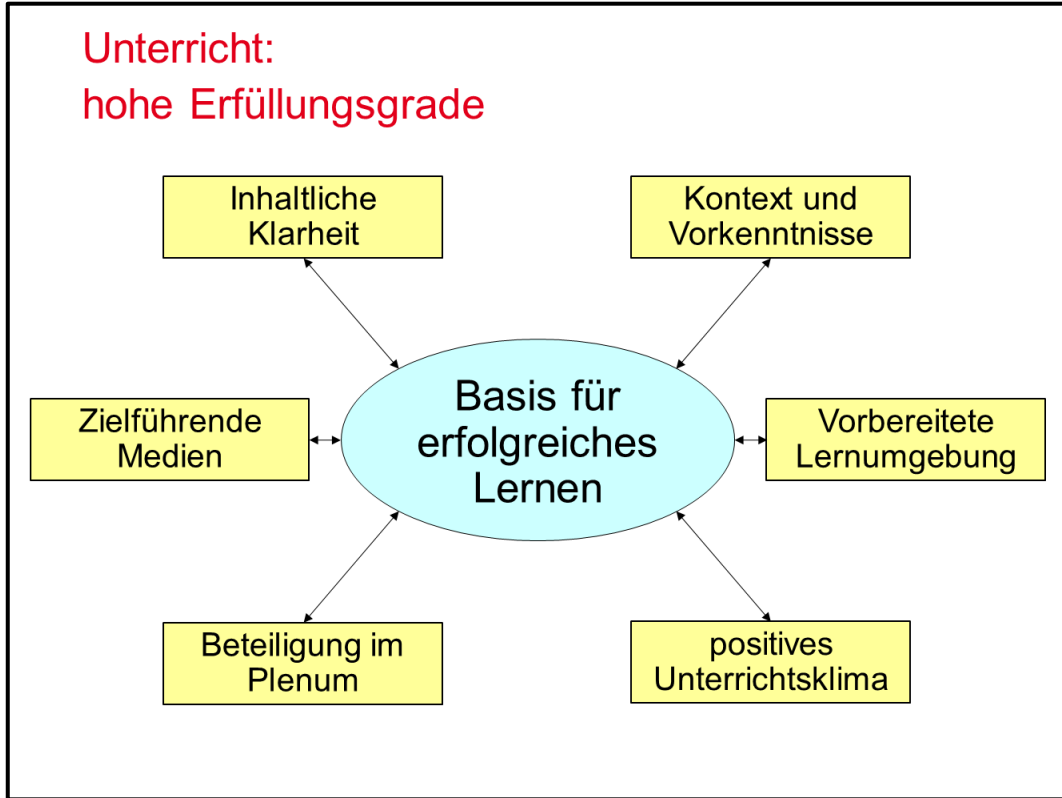 Unterricht:
hohe Erfüllungsgrade
Inhaltliche
Klarheit
Kontext und
Vorkenntnisse
Basis für
erfolgreiches
Lernen
Zielführende
Medien
Vorbereitete
Lernumgebung
Beteiligung im
Plenum
positives
Unterrichtsklima